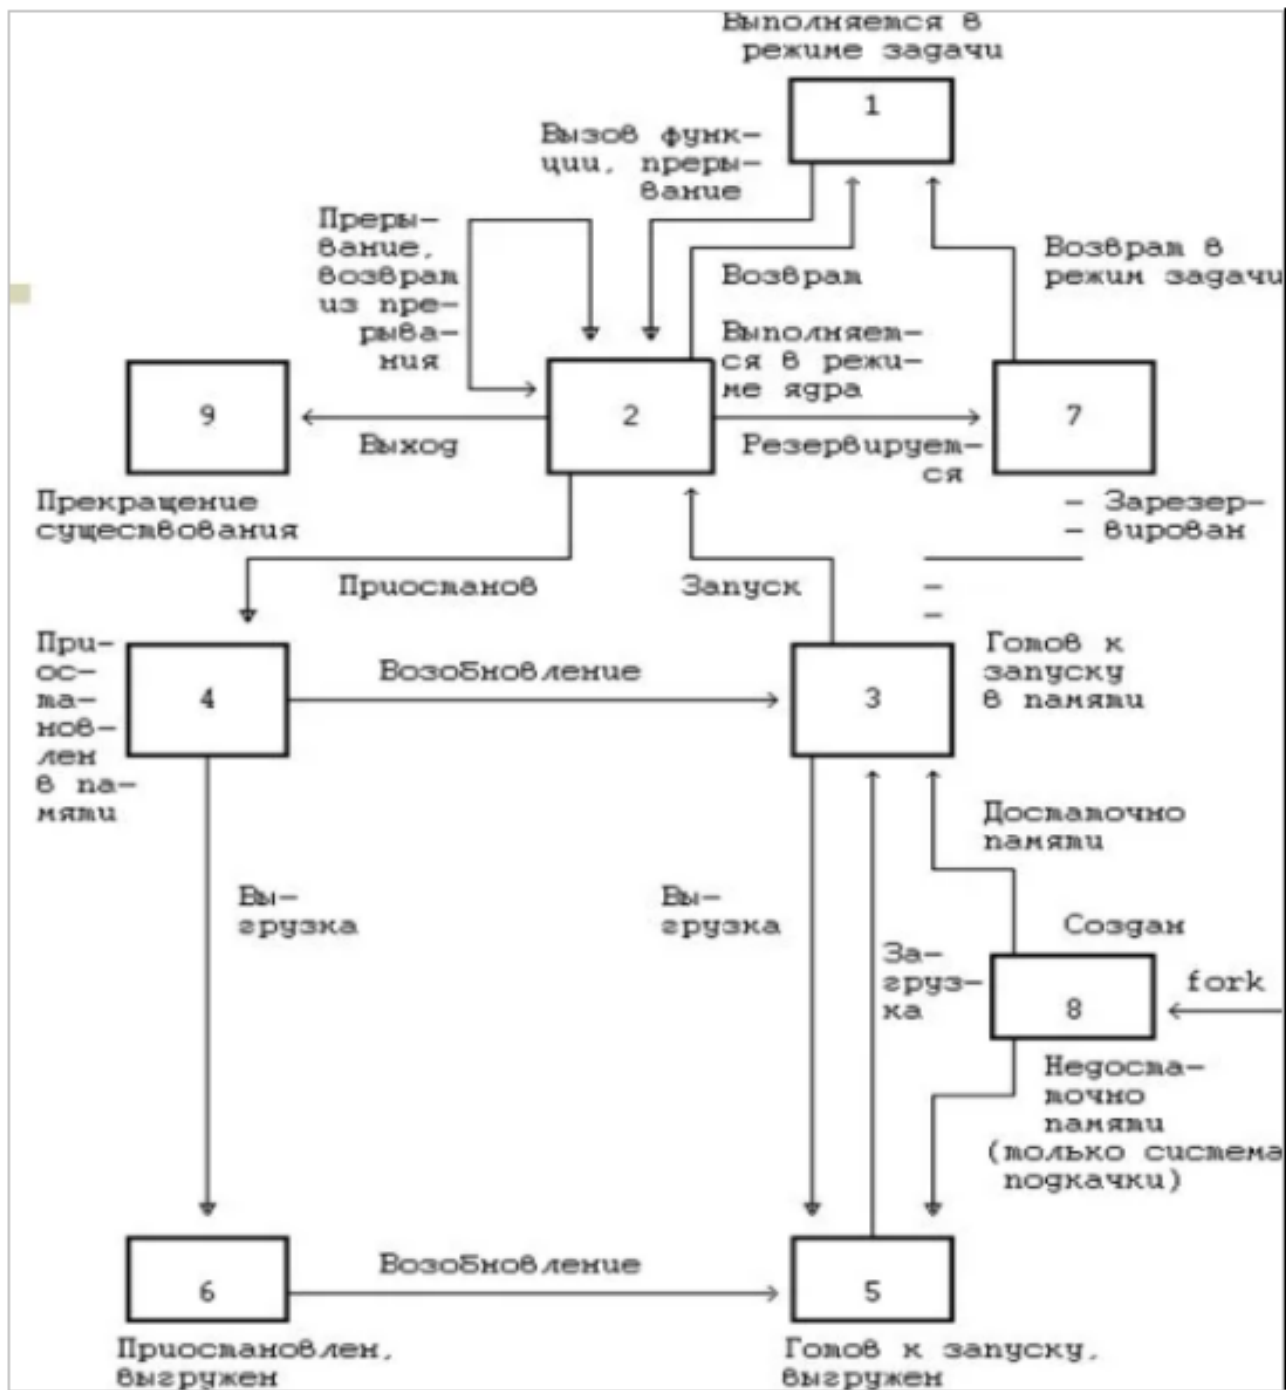 Выполняется в
режиме задачи
1
Вызов функ-
ции, преры-
вание
Преры-
вание,
возврат
из пре-
рыва-
ния
Возврат
Возврат в
режим задачи
Выполняет-
ся в режи-
ме ядра
9
2
7
Выход
Резервирует-
ся
Прекращение
существования
- Зарезер-
- вирован
Приостанов
Запуск
-
-
При-
ос-
та-
нов-
лен
в па-
мяти
4
Возобновление
3
Готов к
запуску
в памяти
Достаточно
памяти
Вы-
грузка
Вы-
грузка
За-
груз-
ка
Создан
8
fork
Недоста-
точно
памяти
(только система
подкачки)
6
Возобновление
5
Приостановлен,
выгружен
Готов к запуску,
выгружен